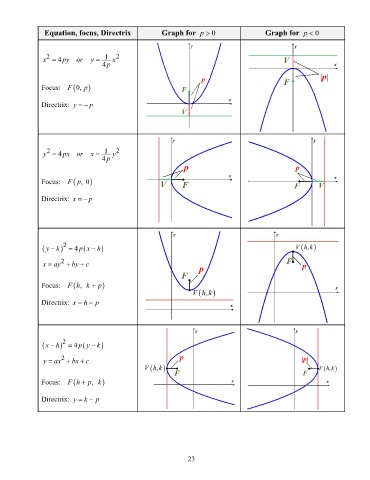 Equation, focus, Directrix Graph for p > 0 Graph for p < 0
x² = 4py or y = 1/4p x²
Focus: F(0, p)
Directrix: y = −p
y
p
F
x
V
y
V
x
|p|
F
y² = 4px or x = 1/4p y²
Focus: F(p, 0)
Directrix: x = −p
y
p
x
V F
y
p
x
F V
(y − k)² = 4p(x − h)
x = ay² + by + c
Focus: F(h, k + p)
Directrix: x = h = p
y
p
F
V(h,k)
x
y
V(h,k)
F
p
x
(x − h)² = 4p(y − k)
y = ax² + bx + c
Focus: F(h + p, k)
Directrix: y = k − p
y
p
V(h,k)
F
x
y
|p|
V(h,k)
F
x
23